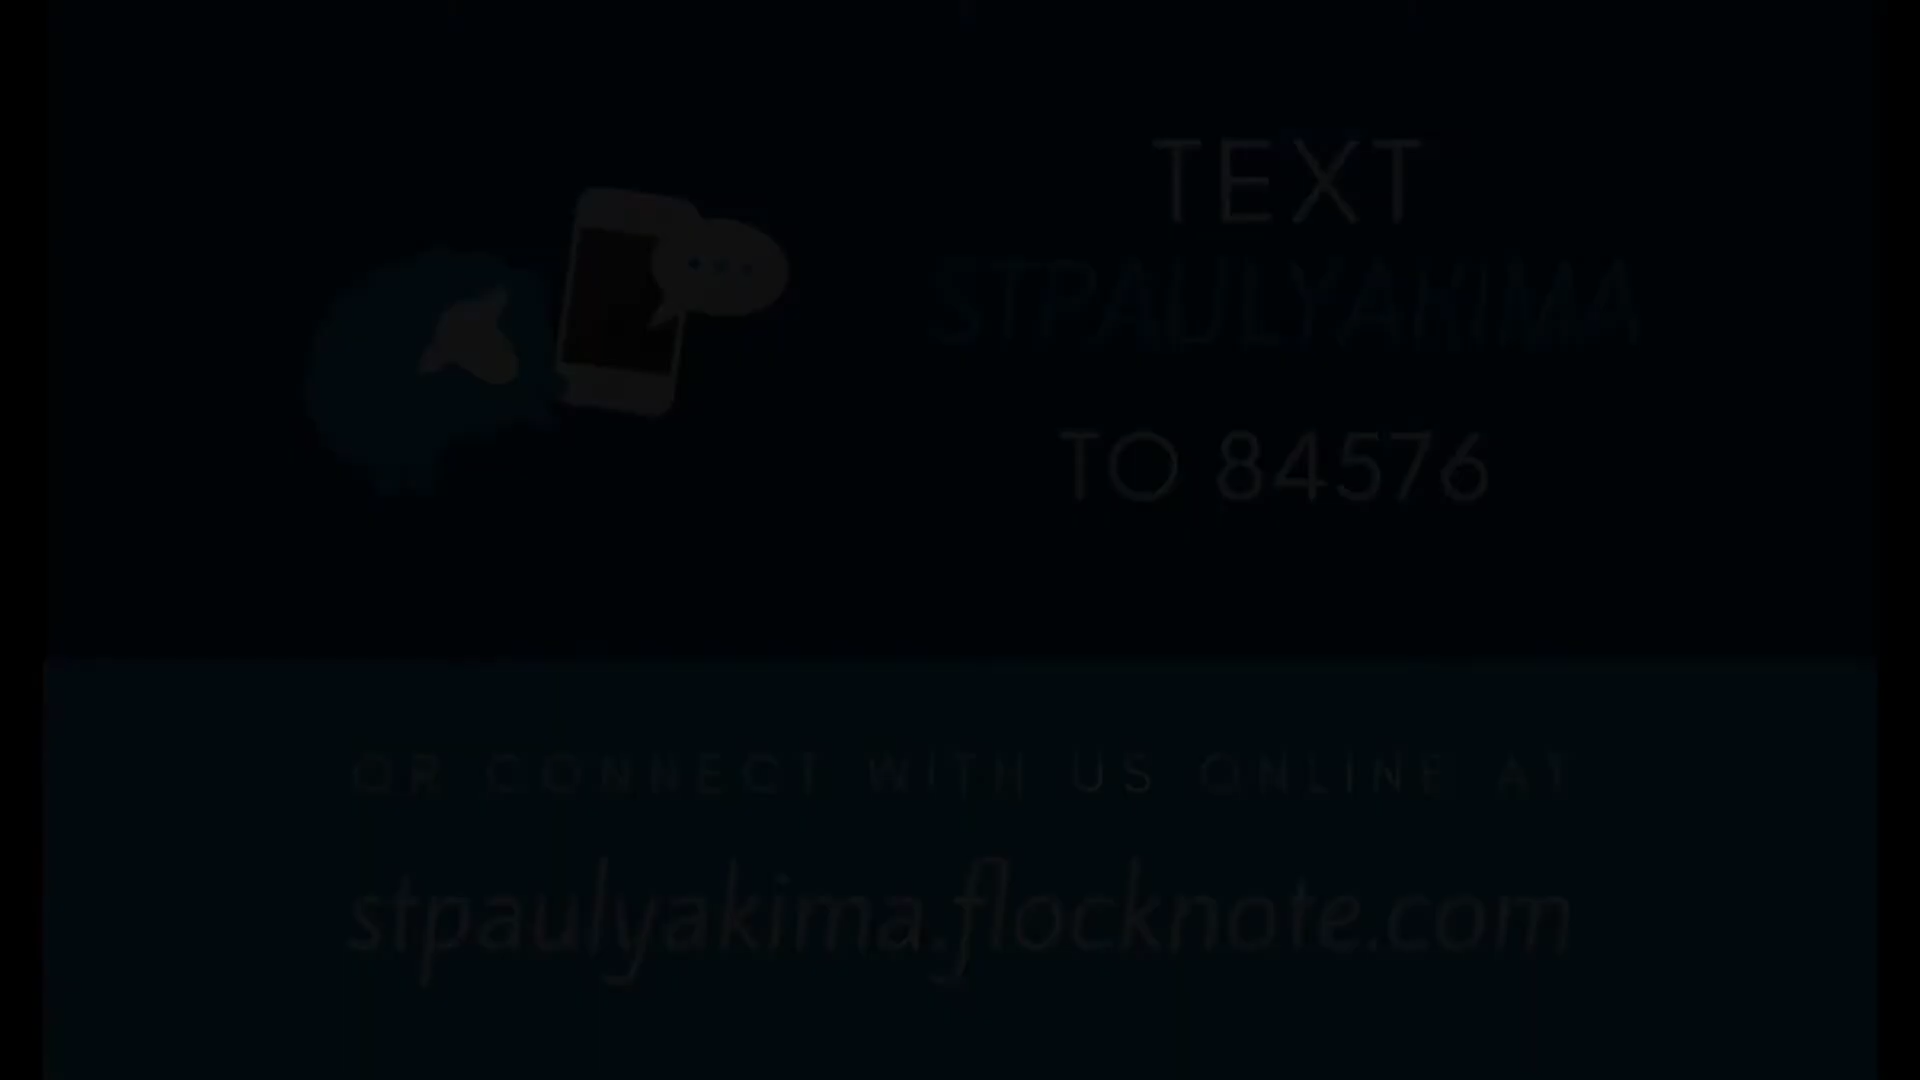 TEXT
STPAULYAKIMA
TO 84576
OR CONNECT WITH US ONLINE AT
stpaulyakima.flocknote.com